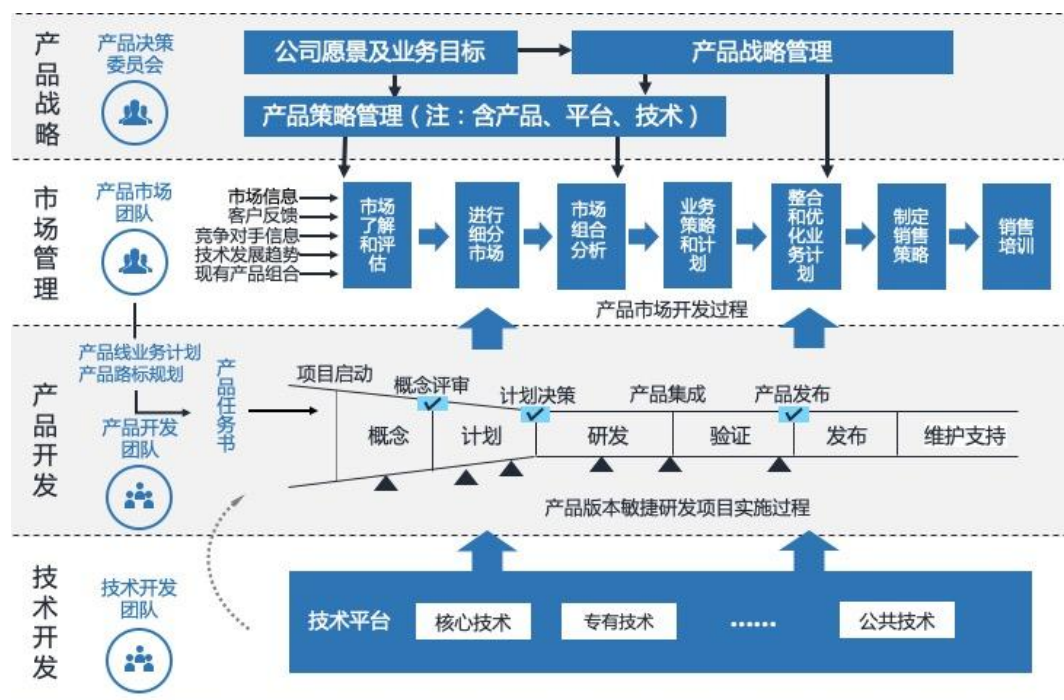 产品战略
产品决策
委员会
公司愿景及业务目标
产品战略管理
产品策略管理（注：含产品、平台、技术）
市场管理
产品市场
团队
市场信息
客户反馈
竞争对手信息
技术发展趋势
现有产品组合
市场
了解
和评
估
进行
细分
市场
市场
组合
分析
业务
策略
和计
划
整合
和优
化业
务计
划
制定
销售
策略
销售
培训
产品市场开发过程
产品开发
产品线业务计划
产品路标规划
产品开发
团队
产品任务书
项目启动
概念评审
计划决策
产品集成
产品发布
概念
计划
研发
验证
发布
维护支持
产品版本敏捷研发项目实施过程
技术开发
技术开发
团队
技术平台
核心技术
专有技术
……
公共技术